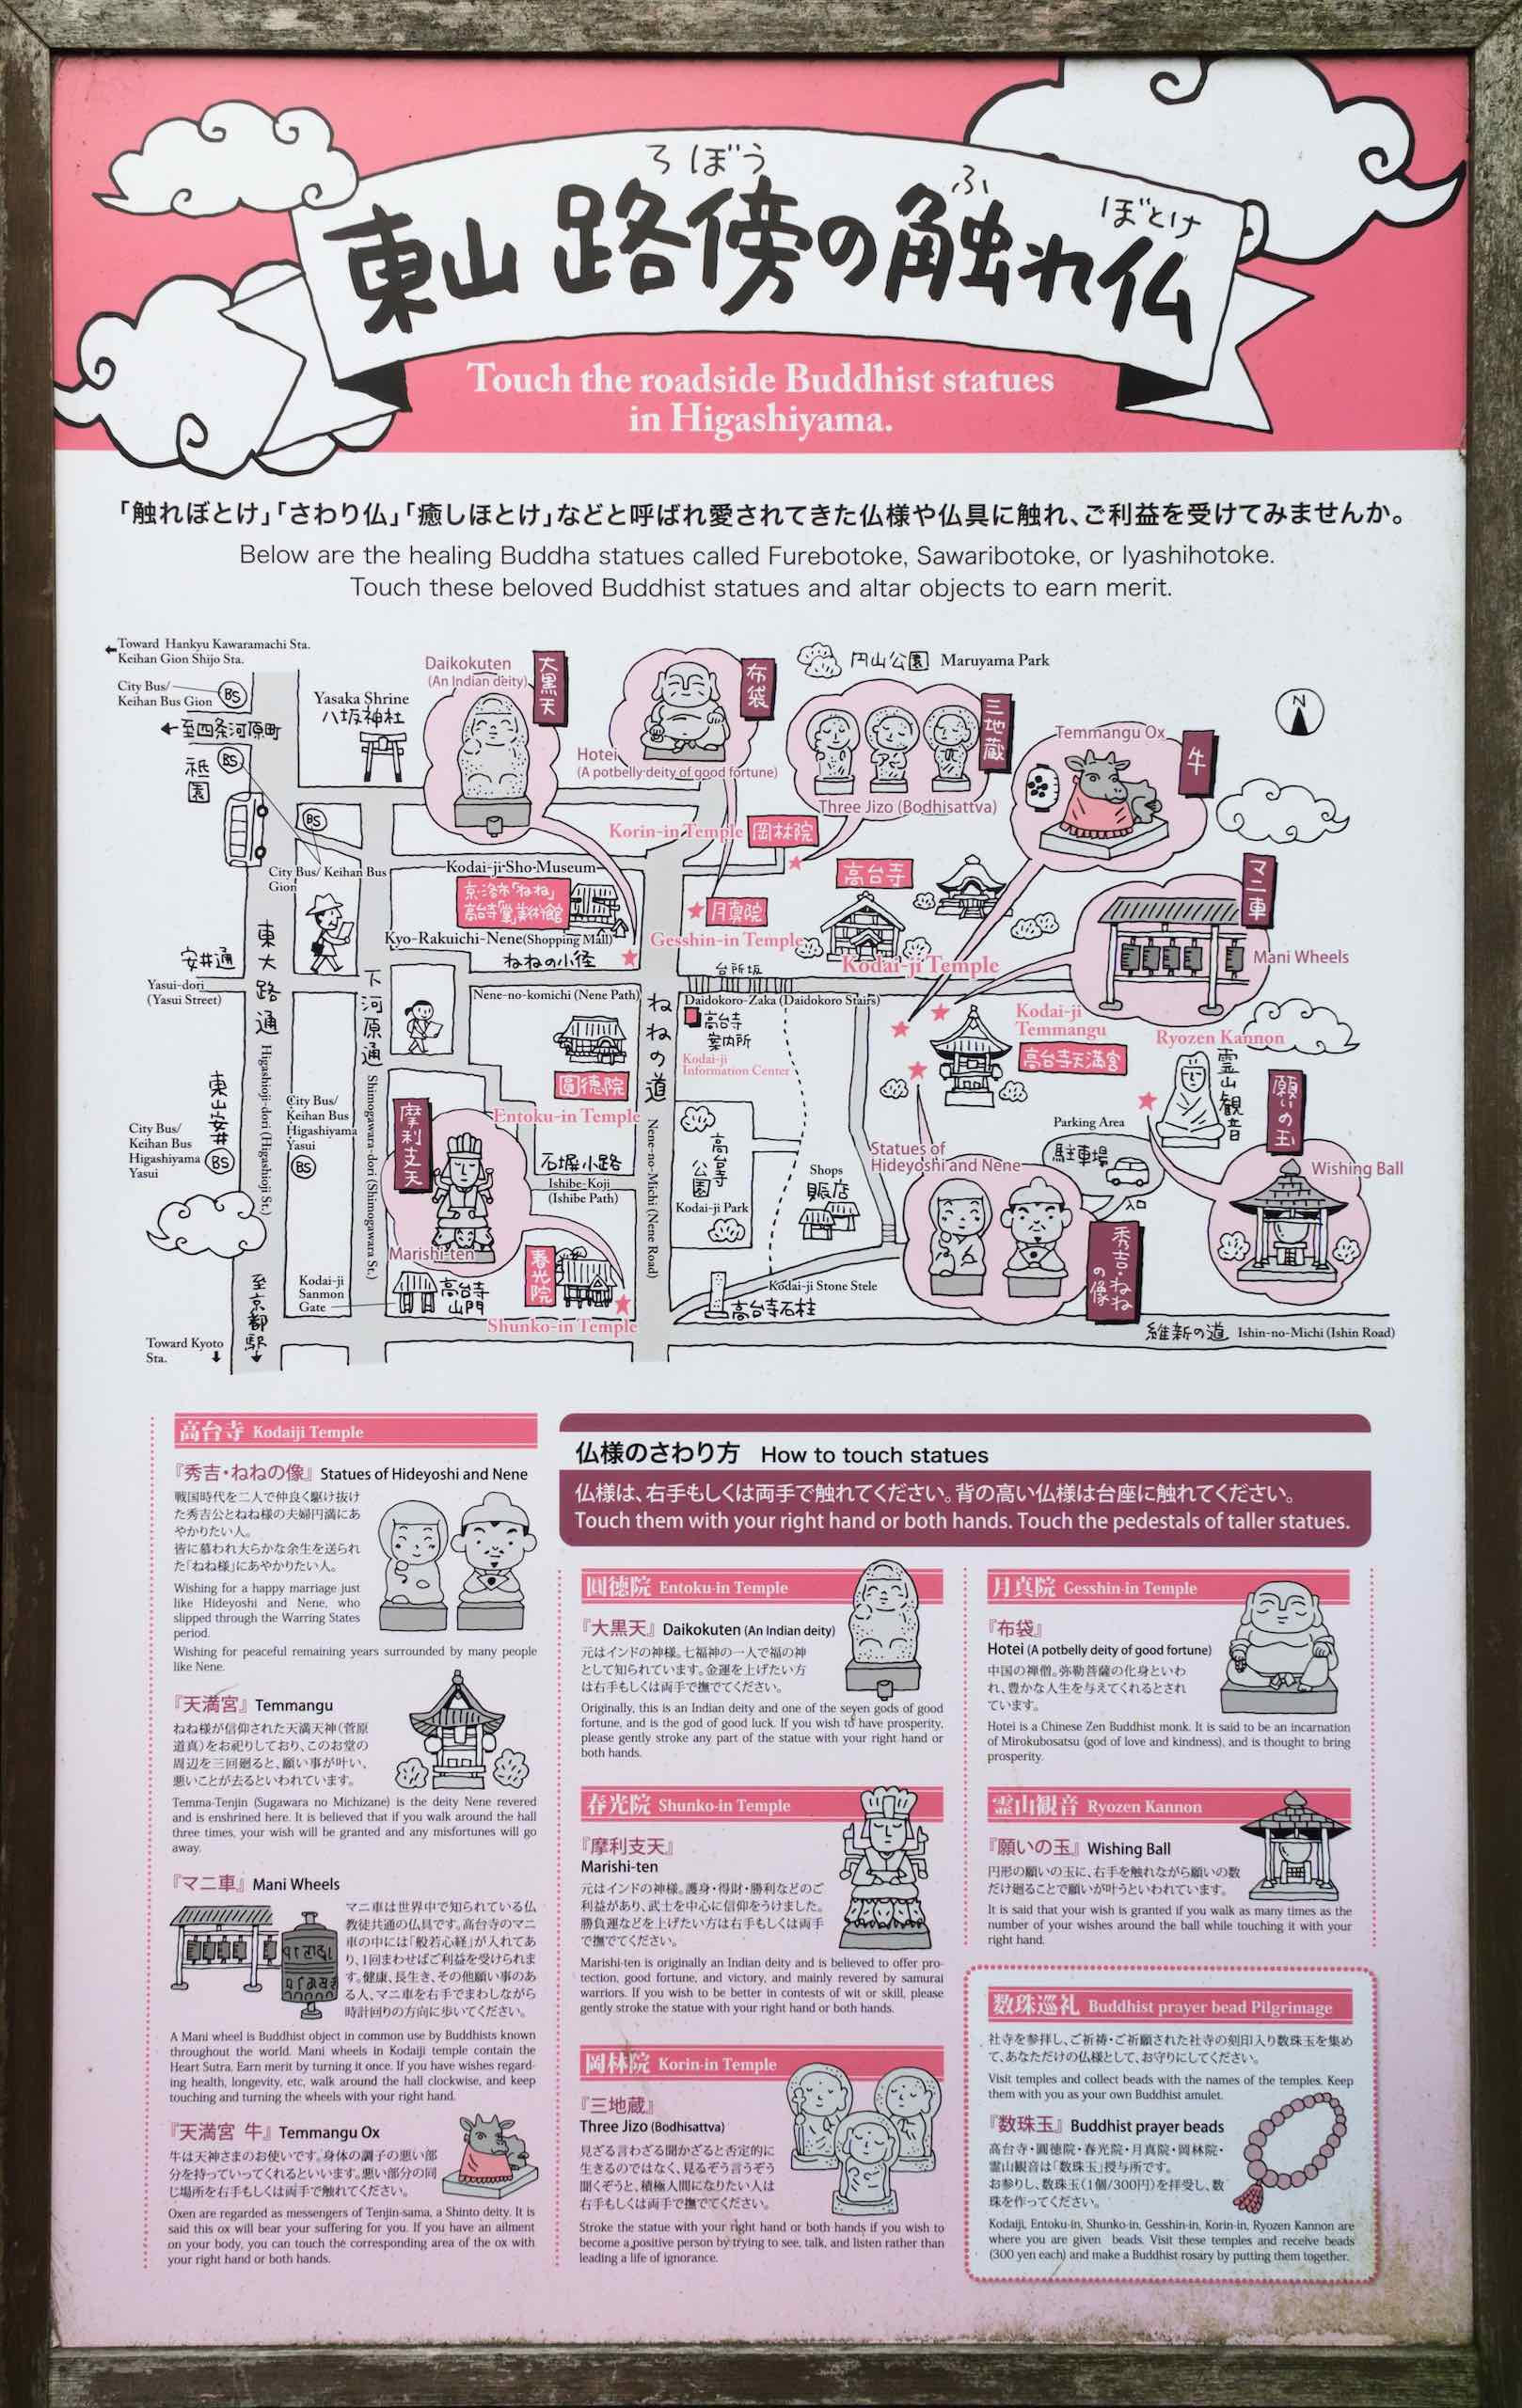 ろぼう ふ ぼとけ
東山 路傍の触れ仏
Touch the roadside Buddhist statues
in Higashiyama.
「触れぼとけ」「さわり仏」「癒しほとけ」などと呼ばれ愛されてきた仏様や仏具に触れ、ご利益を受けてみませんか。
Below are the healing Buddha statues called Furebotoke, Sawaribotoke, or Iyashihotoke.
Touch these beloved Buddhist statues and altar objects to earn merit.
←Toward Hankyu Kawaramachi Sta.
Keihan Gion Shijo Sta.
City Bus/
Keihan Bus Gion
BS
←至四条河原町
祇園
BS
Yasaka Shrine
八坂神社
Daikokuten
(An Indian deity)
大黒天
布袋
Hotei
(A potbelly deity of good fortune)
円山公園 Maruyama Park
三地蔵
Three Jizo (Bodhisattva)
N
Temmangu Ox
牛
BS
City Bus/ Keihan Bus
Gion
Korin-in Temple 岡林院
Kodai-ji-Sho-Museum
京・洛市「ねね」
高台寺「掌」美術館
Kyo-Rakuichi-Nene(Shopping Mall)
ねねの小径
Nene-no-komichi (Nene Path)
月真院
Gesshin-in Temple
高台寺
Kodai-ji Temple
マニ車
Mani Wheels
安井通
Yasui-dori
(Yasui Street)
東大路通
Higashioji-dori (Higashioji St.)
下河原通
Shimogawara-dori (Shimogawara St.)
台所坂
Daidokoro-Zaka (Daidokoro Stairs)
高台寺
案内所
Kodai-ji
Information Center
ねねの道
Nene-no-Michi (Nene Road)
圓徳院
Entoku-in Temple
Kodai-ji
Temmangu
高台寺天満宮
Ryozen Kannon
霊山観音
願いの玉
Wishing Ball
東山安井
City Bus/
Keihan Bus
Higashiyama
Yasui
BS
City Bus/
Keihan Bus
Higashiyama
Yasui
BS
摩利支天
Marishi-ten
石塀小路
Ishibe-Koji
(Ishibe Path)
高台寺
公園
Kodai-ji Park
Shops
販店
Statues of
Hideyoshi and Nene
Parking Area
駐車場
入口
秀吉・ねね
の像
Kodai-ji
Sanmon
Gate
高台寺
山門
春光院
Shunko-in Temple
Kodai-ji Stone Stele
高台寺石柱
維新の道 Ishin-no-Michi (Ishin Road)
至京都駅
Toward Kyoto
Sta.
高台寺 Kodaiji Temple
『秀吉・ねねの像』 Statues of Hideyoshi and Nene
戦国時代を二人で仲良く駆け抜け
た秀吉公とねね様の夫婦円満にあ
やかりたい人。
皆に慕われ大らかな余生を送られ
た「ねね様」にあやかりたい人。
Wishing for a happy marriage just
like Hideyoshi and Nene, who
slipped through the Warring States
period.
Wishing for peaceful remaining years surrounded by many people
like Nene.
『天満宮』 Temmangu
ねね様が信仰された天満天神（菅原
道真）をお祀りしており、このお堂の
周辺を三回廻ると、願い事が叶い、
悪いことが去るといわれています。
Temma-Tenjin (Sugawara no Michizane) is the deity Nene revered
and is enshrined here. It is believed that if you walk around the hall
three times, your wish will be granted and any misfortunes will go
away.
『マニ車』 Mani Wheels
マニ車は世界中で知られている仏
教徒共通の仏具です。高台寺のマニ
車の中には「般若心経」が入れてあ
り、1回まわせばご利益を受けられま
す。健康、長生き、その他願い事のあ
る人、マニ車を右手でまわしながら
時計回りの方向に歩いてください。
A Mani wheel is Buddhist object in common use by Buddhists known
throughout the world. Mani wheels in Kodaiji temple contain the
Heart Sutra. Earn merit by turning it once. If you have wishes regard-
ing health, longevity, etc, walk around the hall clockwise, and keep
touching and turning the wheels with your right hand.
『天満宮 牛』 Temmangu Ox
牛は天神さまのお使いです。身体の調子の悪い部
分を持っていってくれるといいます。悪い部分の同
じ場所を右手もしくは両手で触れてください。
Oxen are regarded as messengers of Tenjin-sama, a Shinto deity. It is
said this ox will bear your suffering for you. If you have an ailment
on your body, you can touch the corresponding area of the ox with
your right hand or both hands.
仏様のさわり方 How to touch statues
仏様は、右手もしくは両手で触れてください。背の高い仏様は台座に触れてください。
Touch them with your right hand or both hands. Touch the pedestals of taller statues.
圓徳院 Entoku-in Temple
『大黒天』 Daikokuten (An Indian deity)
元はインドの神様。七福神の一人で福の神
として知られています。金運を上げたい方
は右手もしくは両手で撫でてください。
Originally, this is an Indian deity and one of the seven gods of good
fortune, and is the god of good luck. If you wish to have prosperity,
please gently stroke any part of the statue with your right hand or
both hands.
春光院 Shunko-in Temple
『摩利支天』
Marishi-ten
元はインドの神様。護身・得財・勝利などのご
利益があり、武士を中心に信仰をうけました。
勝負運などを上げたい方は右手もしくは両手
で撫でてください。
Marishi-ten is originally an Indian deity and is believed to offer pro-
tection, good fortune, and victory, and mainly revered by samurai
warriors. If you wish to be better in contests of wit or skill, please
gently stroke the statue with your right hand or both hands.
岡林院 Korin-in Temple
『三地蔵』
Three Jizo (Bodhisattva)
見ざる言わざる聞かざると否定的に
生きるのではなく、見るぞう言うぞう
聞くぞうと、積極人間になりたい人は
右手もしくは両手で撫でてください。
Stroke the statue with your right hand or both hands if you wish to
become a positive person by trying to see, talk, and listen rather than
leading a life of ignorance.
月真院 Gesshin-in Temple
『布袋』
Hotei (A potbelly deity of good fortune)
中国の禅僧。弥勒菩薩の化身といわ
れ、豊かな人生を与えてくれるとされ
ています。
Hotei is a Chinese Zen Buddhist monk. It is said to be an incarnation
of Mirokubosatsu (god of love and kindness), and is thought to bring
prosperity.
霊山観音 Ryozen Kannon
『願いの玉』 Wishing Ball
円形の願いの玉に、右手を触れながら願いの数
だけ廻ることで願いが叶うといわれています。
It is said that your wish is granted if you walk as many times as the
number of your wishes around the ball while touching it with your
right hand.
数珠巡礼 Buddhist prayer bead Pilgrimage
社寺を参拝し、ご祈祷・ご祈願された社寺の刻印入り数珠玉を集め
て、あなただけの仏様として、お守りにしてください。
Visit temples and collect beads with the names of the temples. Keep
them with you as your own Buddhist amulet.
『数珠玉』 Buddhist prayer beads
高台寺・圓徳院・春光院・月真院・岡林院・
霊山観音は「数珠玉」授与所です。
お参りし、数珠玉（1個/300円）を拝受し、数
珠を作ってください。
Kodaiji, Entoku-in, Shunko-in, Gesshin-in, Korin-in, Ryozen Kannon are
where you are given beads. Visit these temples and receive beads
(300 yen each) and make a Buddhist rosary by putting them together.